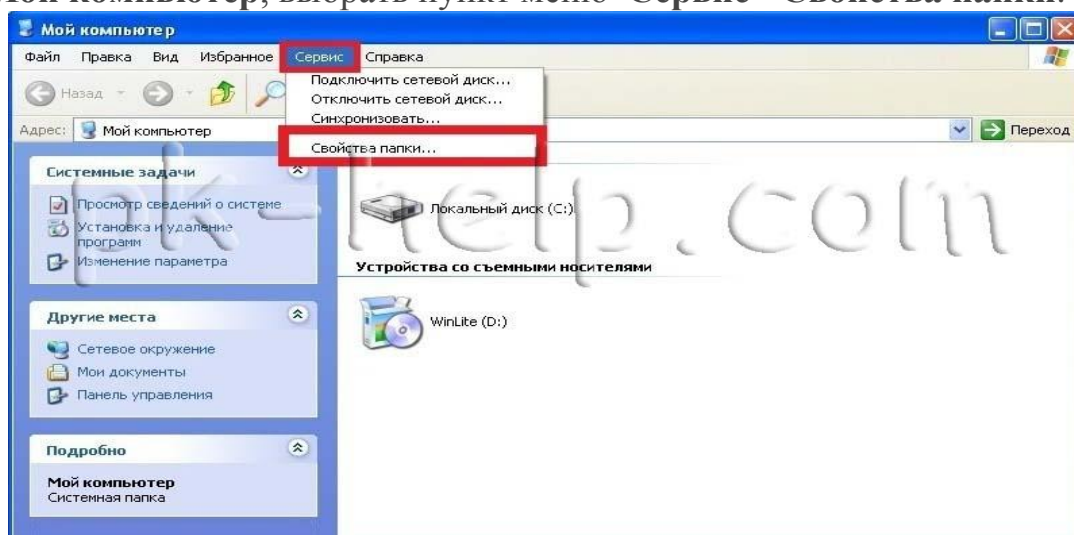 Мой компьютер, выбрать пункт меню "Сервис - Свойства папки.
Мой компьютер
Файл Правка Вид Избранное Сервис Справка
Подключить сетевой диск...
Отключить сетевой диск...
Синхронизовать...
Свойства папки...
Назад
Адрес: Мой компьютер Переход
Системные задачи
Просмотр сведений о системе
Установка и удаление
программ
Изменение параметра
Локальный диск (C:)
Устройства со съемными носителями
WinLite (D:)
Другие места
Сетевое окружение
Мои документы
Панель управления
Подробно
Мой компьютер
Системная папка
pk-help.com